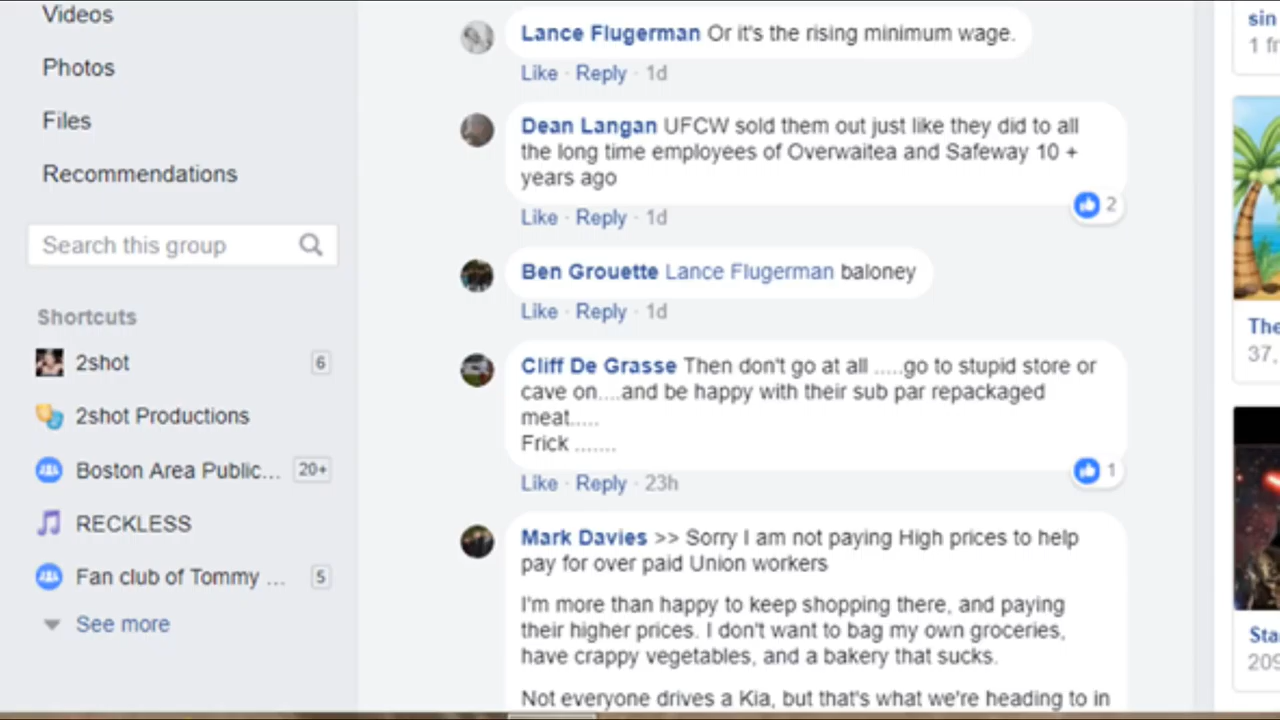 Videos
Photos
Files
Recommendations
Search this group
Shortcuts
2shot 6
2shot Productions
Boston Area Public... 20+
RECKLESS
Fan club of Tommy ... 5
See more
Lance Flugerman Or it's the rising minimum wage.
Like · Reply · 1d
Dean Langan UFCW sold them out just like they did to all
the long time employees of Overwaitea and Safeway 10 +
years ago
2
Like · Reply · 1d
Ben Grouette Lance Flugerman baloney
Like · Reply · 1d
Cliff De Grasse Then don't go at all .....go to stupid store or
cave on....and be happy with their sub par repackaged
meat.....
Frick .......
1
Like · Reply · 23h
Mark Davies >> Sorry I am not paying High prices to help
pay for over paid Union workers
I'm more than happy to keep shopping there, and paying
their higher prices. I don't want to bag my own groceries,
have crappy vegetables, and a bakery that sucks.
Not everyone drives a Kia, but that's what we're heading to in
sin
1 fr
The
37,
Sta
209